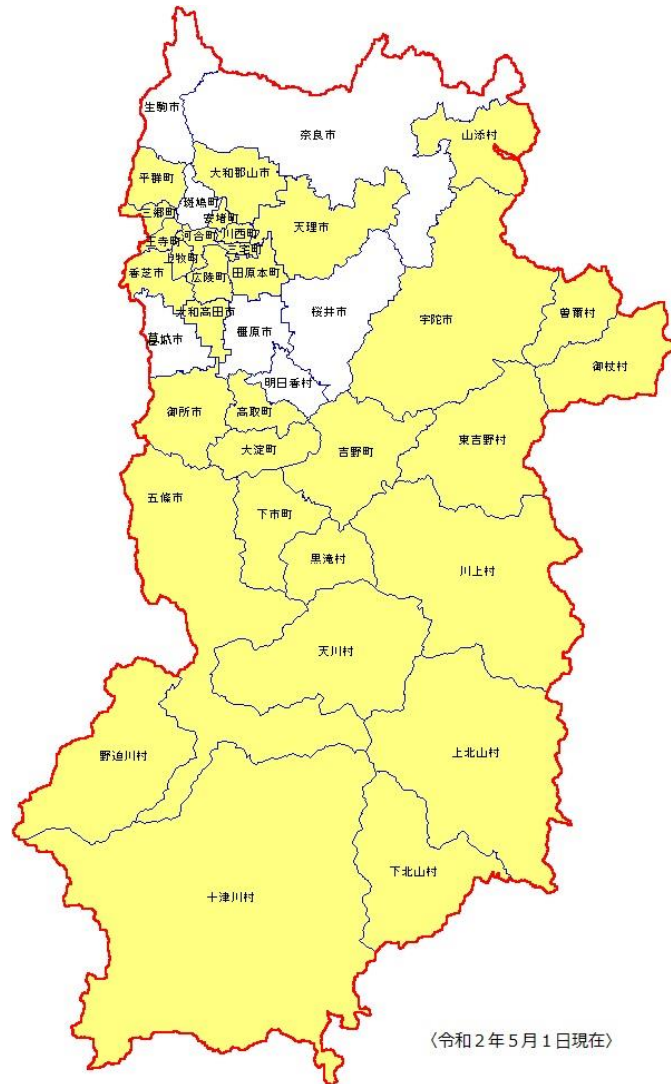 生駒市
奈良市
山添村
平群町
大和郡山市
斑鳩町
三郷町
安堵町
天理市
王寺町
河合町
川西町
三宅町
上牧町
香芝市
広陵町
田原本町
大和高田市
桜井市
宇陀市
曽爾村
葛城市
橿原市
御杖村
明日香村
御所市
高取町
大淀町
吉野町
東吉野村
五條市
下市町
黒滝村
川上村
天川村
野迫川村
上北山村
下北山村
十津川村
〈令和２年５月１日現在〉